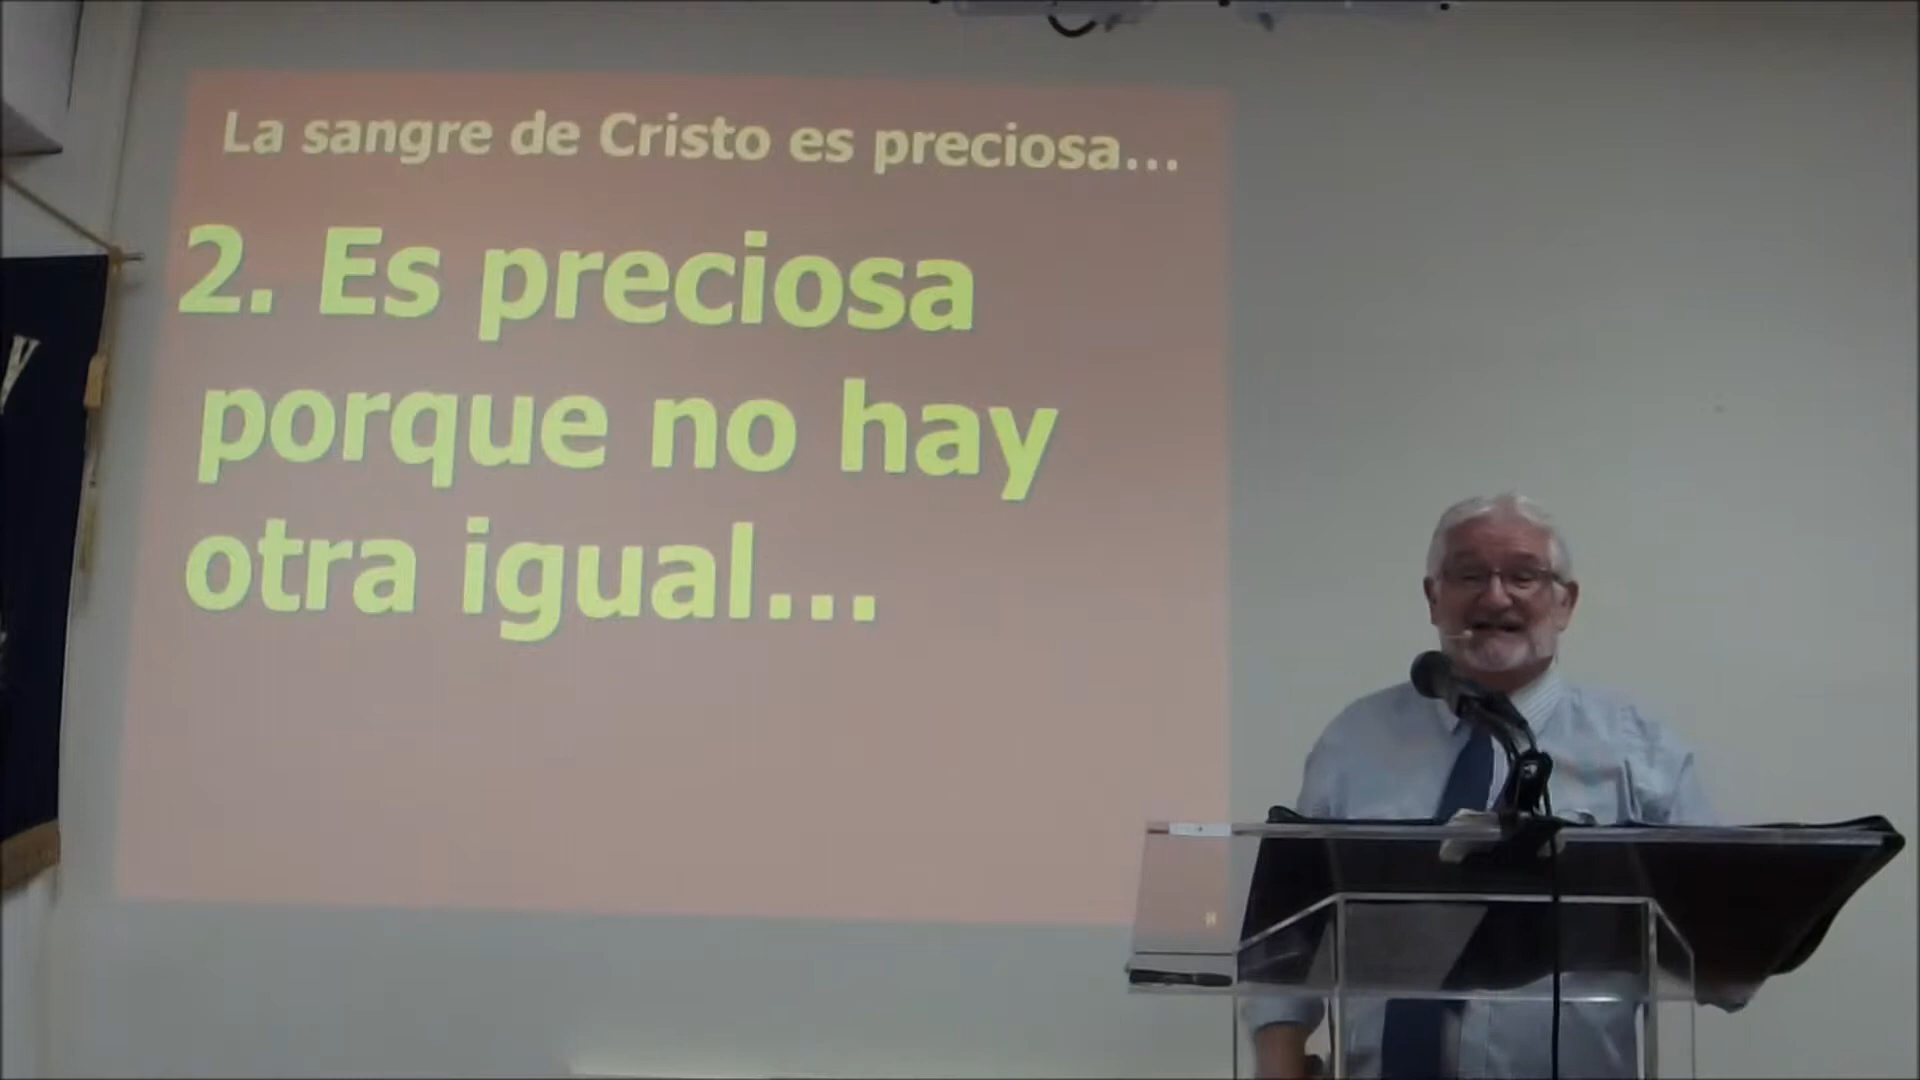 La sangre de Cristo es preciosa...
2. Es preciosa
porque no hay
otra igual...